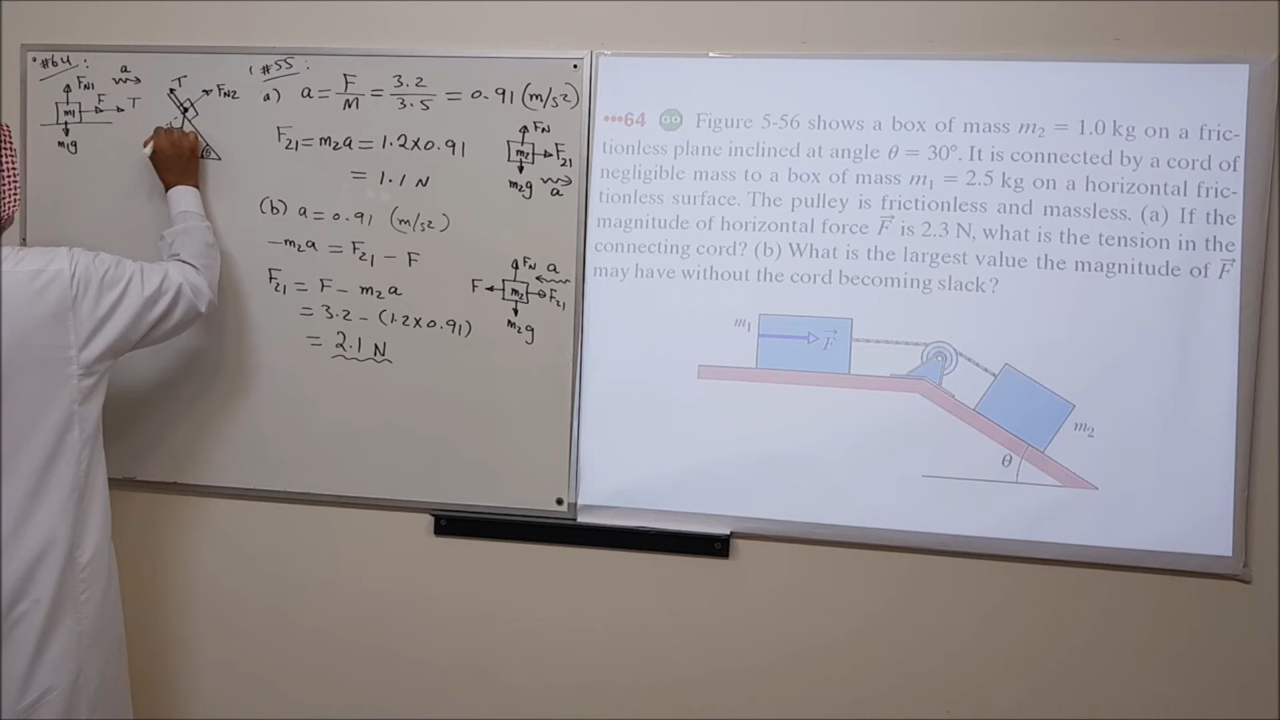 #64:
a
FN1
F
T
m1
m1g
T
FN2
θ
#55:
a) a = F/M = 3.2/3.5 = 0.91 (m/s2)
F21 = m2a = 1.2×0.91
= 1.1 N
FN
m2
F21
m2g
a
(b) a = 0.91 (m/s2)
-m2a = F21 - F
F21 = F - m2a
= 3.2 - (1.2×0.91)
= 2.1 N
FN
a
F
m2
F21
m2g
•••64 GO Figure 5-56 shows a box of mass m2 = 1.0 kg on a fric-
tionless plane inclined at angle θ = 30°. It is connected by a cord of
negligible mass to a box of mass m1 = 2.5 kg on a horizontal fric-
tionless surface. The pulley is frictionless and massless. (a) If the
magnitude of horizontal force F⃗ is 2.3 N, what is the tension in the
connecting cord? (b) What is the largest value the magnitude of F⃗
may have without the cord becoming slack?
m1
F⃗
m2
θ